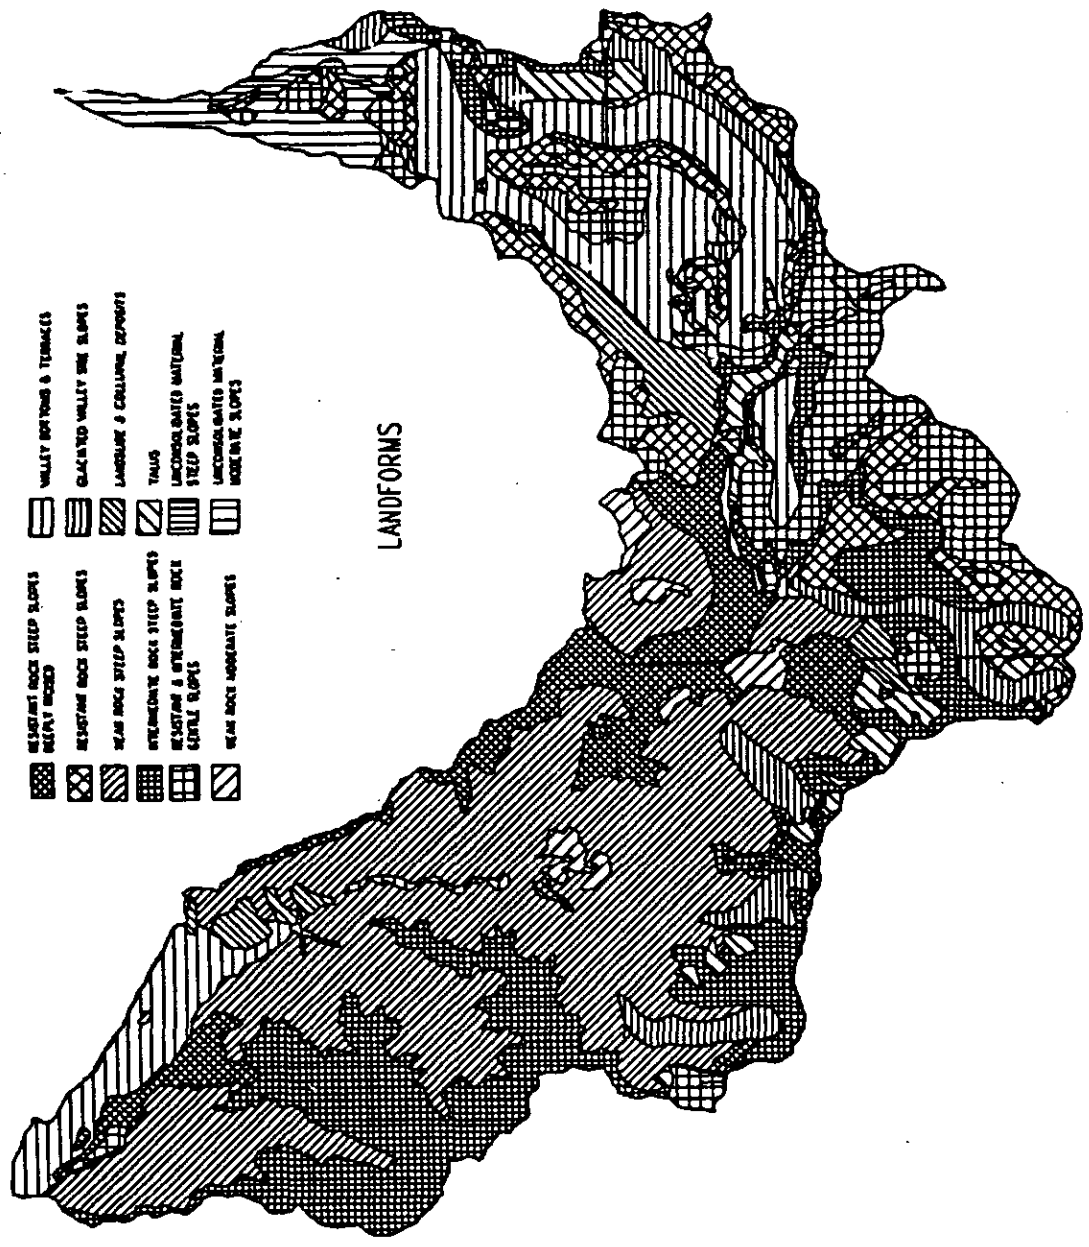 RESISTANT ROCK STEEP SLOPES
DEEPLY INCISED
RESISTANT ROCK STEEP SLOPES
WEAK ROCK STEEP SLOPES
INTERMEDIATE ROCK STEEP SLOPES
RESISTANT & INTERMEDIATE ROCK
GENTLE SLOPES
WEAK ROCK MODERATE SLOPES
VALLEY BOTTOMS & TERRACES
GLACIATED VALLEY SIDE SLOPES
LANDSLIDE & COLLUVIAL DEPOSITS
TALUS
UNCONSOLIDATED MATERIAL
STEEP SLOPES
UNCONSOLIDATED MATERIAL
MODERATE SLOPES
LANDFORMS